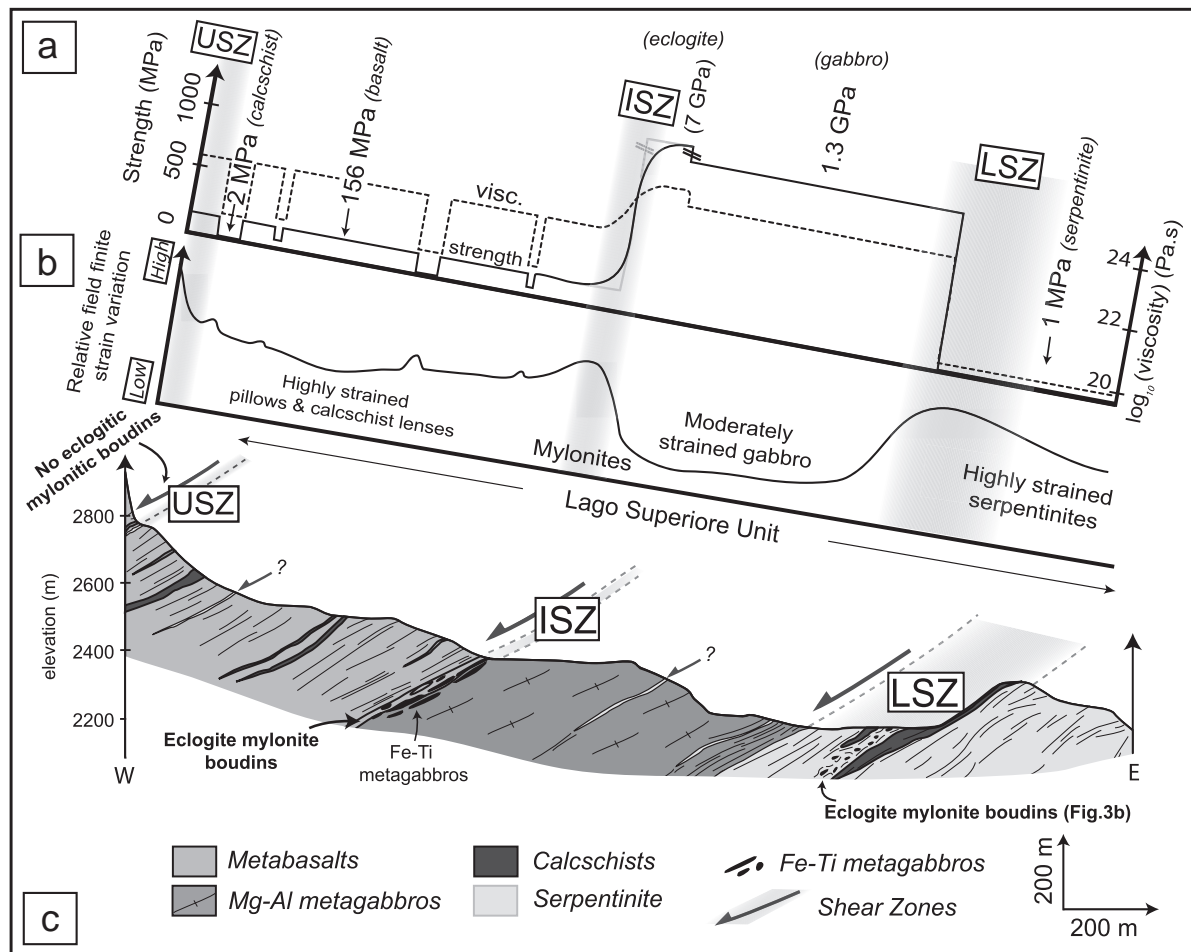 a
USZ
Strength (MPa)
1000
500
0
2 MPa (calcschist)
156 MPa (basalt)
visc.
strength
ISZ
(eclogite)
(7 GPa)
(gabbro)
1.3 GPa
LSZ
1 MPa (serpentinite)
24
22
20
log10 (viscosity) (Pa.s)
b
Relative field finite
strain variation
High
Low
Highly strained
pillows & calcschist lenses
Mylonites
Moderately
strained gabbro
Highly strained
serpentinites
Lago Superiore Unit
No eclogitic
mylonitic boudins
USZ
2800
2600
2400
2200
elevation (m)
W
?
ISZ
?
LSZ
E
Eclogite mylonite
boudins
Fe-Ti
metagabbros
Eclogite mylonite boudins (Fig.3b)
Metabasalts
Calcschists
Fe-Ti metagabbros
Mg-Al metagabbros
Serpentinite
Shear Zones
200 m
200 m
c